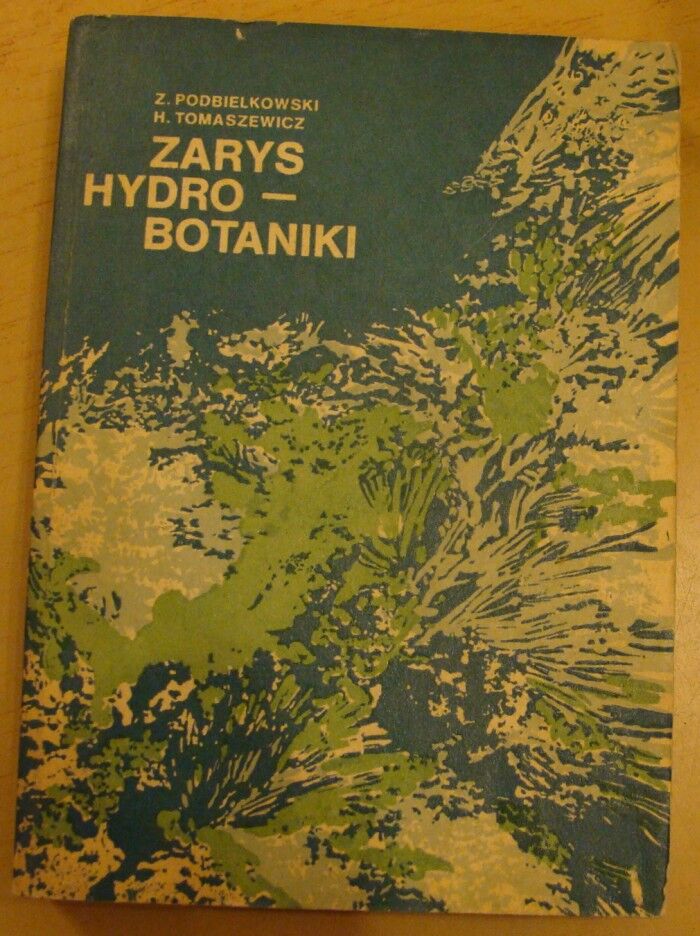 Z. PODBIELKOWSKI
H. TOMASZEWICZ
ZARYS
HYDRO –
BOTANIKI